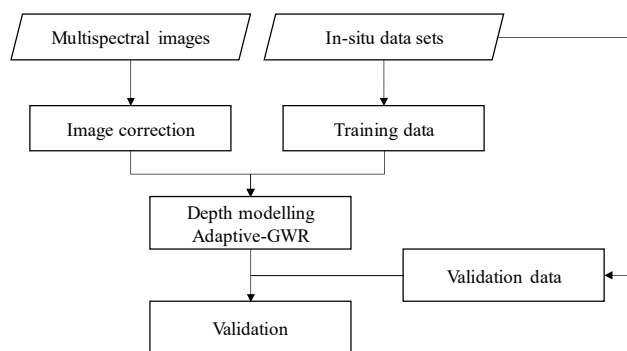 Multispectral images
In-situ data sets
Image correction
Training data
Depth modelling
Adaptive-GWR
Validation data
Validation